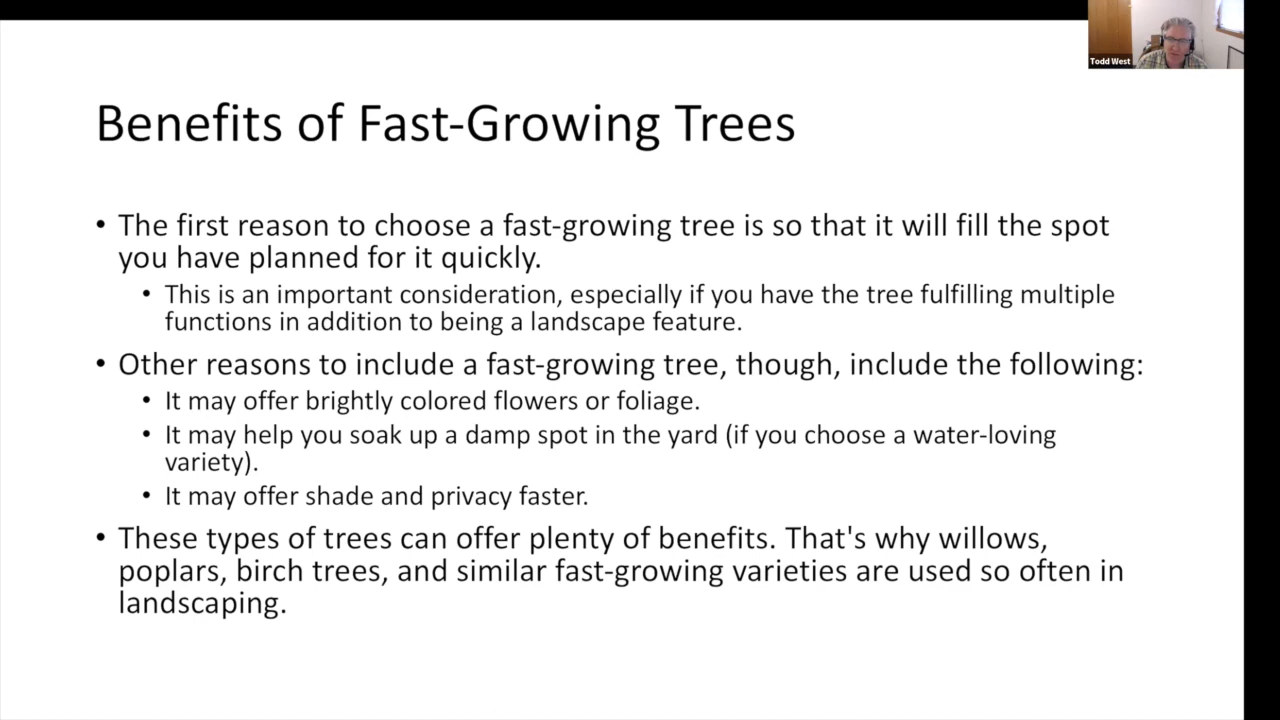 Todd West
Benefits of Fast-Growing Trees
• The first reason to choose a fast-growing tree is so that it will fill the spot
you have planned for it quickly.
• This is an important consideration, especially if you have the tree fulfilling multiple
functions in addition to being a landscape feature.
• Other reasons to include a fast-growing tree, though, include the following:
• It may offer brightly colored flowers or foliage.
• It may help you soak up a damp spot in the yard (if you choose a water-loving
variety).
• It may offer shade and privacy faster.
• These types of trees can offer plenty of benefits. That's why willows,
poplars, birch trees, and similar fast-growing varieties are used so often in
landscaping.